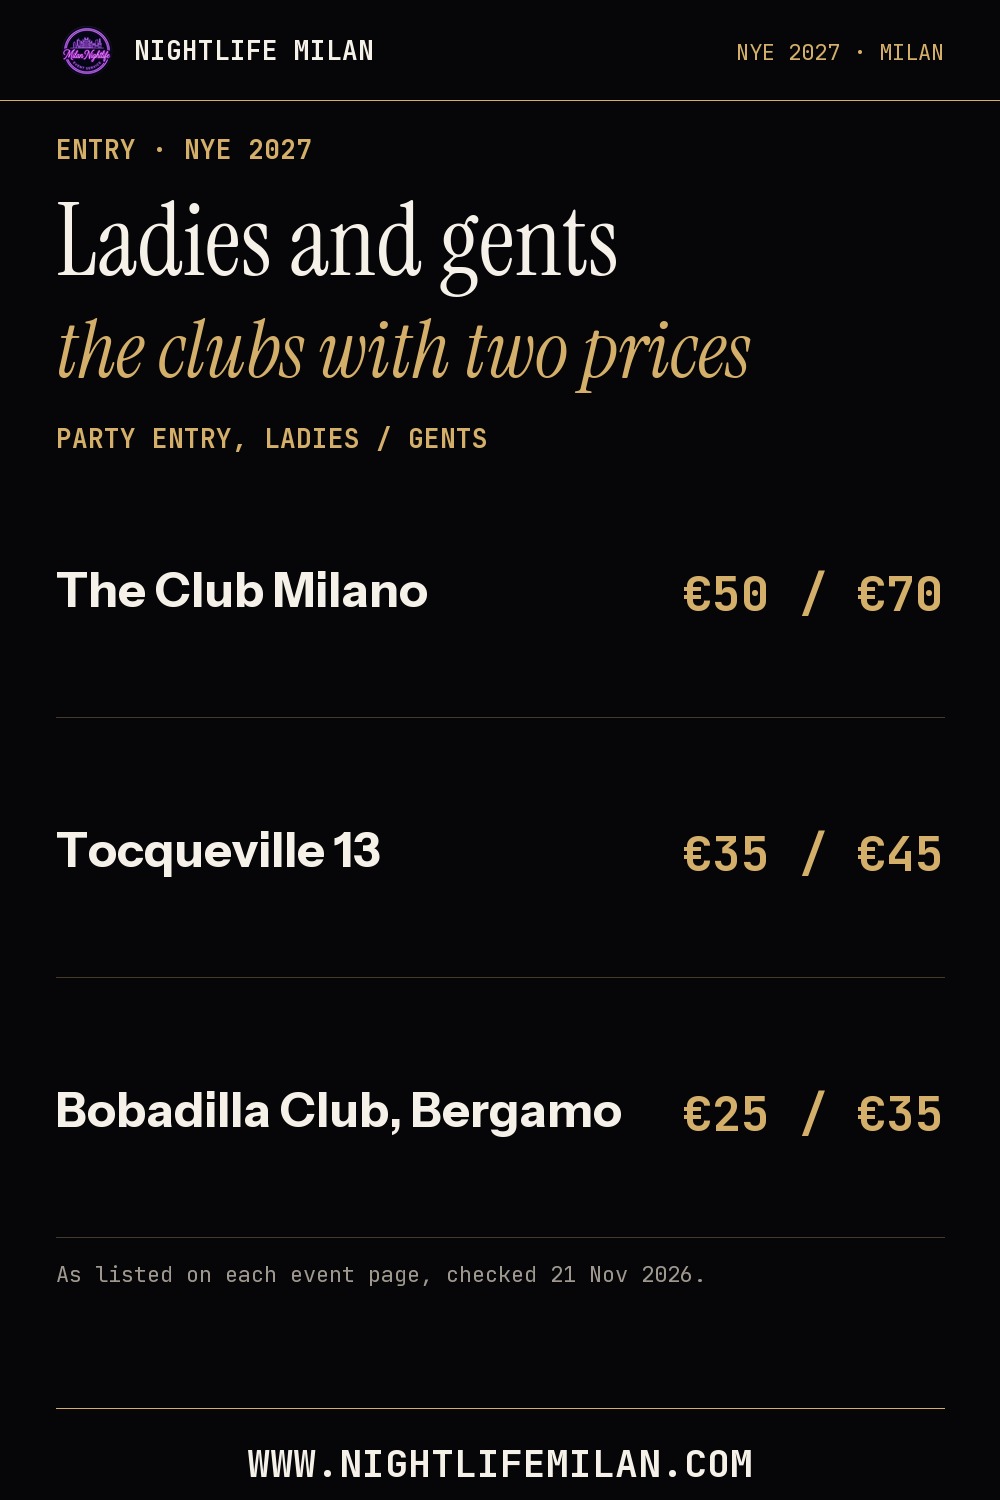 Milan Nightlife
NIGHTLIFE MILAN
NYE 2027 · MILAN
ENTRY · NYE 2027
Ladies and gents
the clubs with two prices
PARTY ENTRY, LADIES / GENTS
The Club Milano €50 / €70
Tocqueville 13 €35 / €45
Bobadilla Club, Bergamo €25 / €35
As listed on each event page, checked 21 Nov 2026.
WWW.NIGHTLIFEMILAN.COM